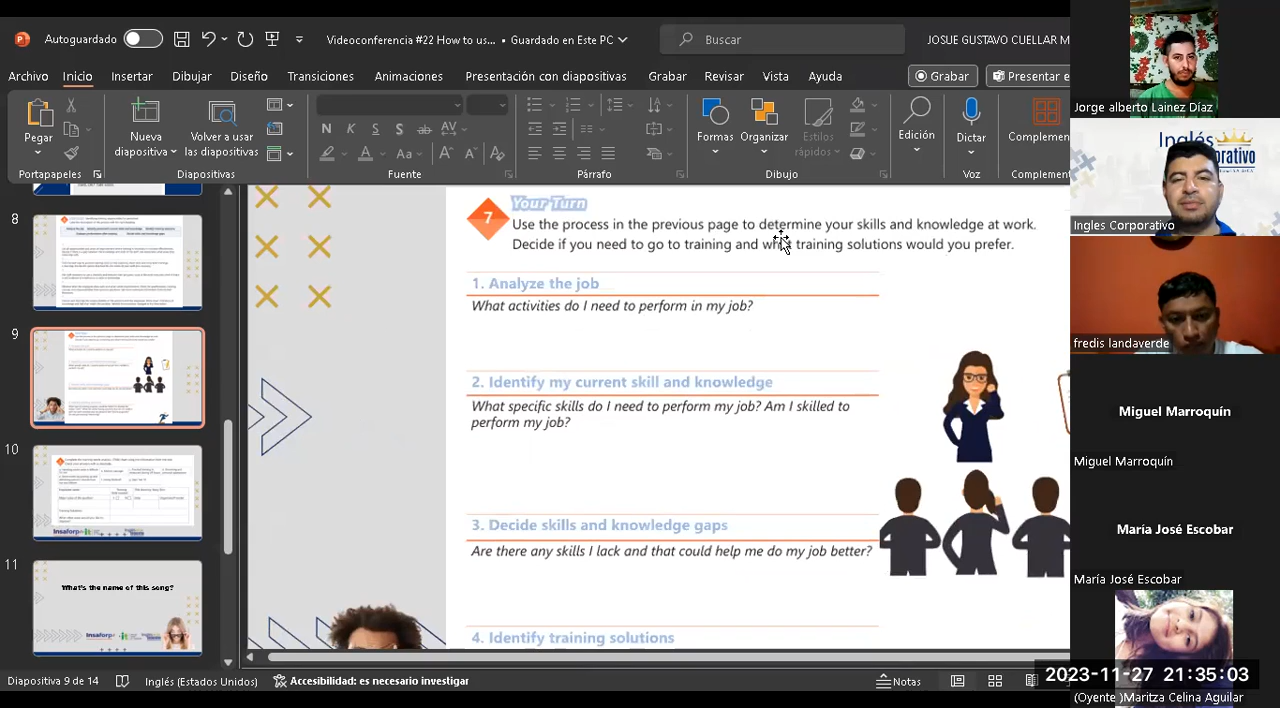 Autoguardado
Videoconferencia #22 How to co... • Guardado en Este PC
Buscar
JOSUE GUSTAVO CUELLAR M
Archivo Inicio Insertar Dibujar Diseño Transiciones Animaciones Presentación con diapositivas Grabar Revisar Vista Ayuda
Grabar
Presentar e
Pegar
Nueva diapositiva
Volver a usar las diapositivas
Formas
Organizar
Estilos rápidos
Edición
Dictar
Complemen
Portapapeles
Diapositivas
Fuente
Párrafo
Dibujo
Voz
Complemen
8
9
10
11
What's the name of this song?
Insaforp
7
Your Turn
Use the process in the previous page to determine your skills and knowledge at work.
Decide if you need to go to training and training solutions would you prefer.
1. Analyze the job
What activities do I need to perform in my job?
2. Identify my current skill and knowledge
What specific skills do I need to perform my job? Am I skilled to
perform my job?
3. Decide skills and knowledge gaps
Are there any skills I lack and that could help me do my job better?
4. Identify training solutions
Diapositiva 9 de 14
Inglés (Estados Unidos)
Accesibilidad: es necesario investigar
Notas
Jorge alberto Lainez Díaz
Inglés
Ingles Corporativo
fredis landaverde
Miguel Marroquín
Miguel Marroquín
María José Escobar
María José Escobar
2023-11-27 21:35:03
(Oyente )Maritza Celina Aguilar